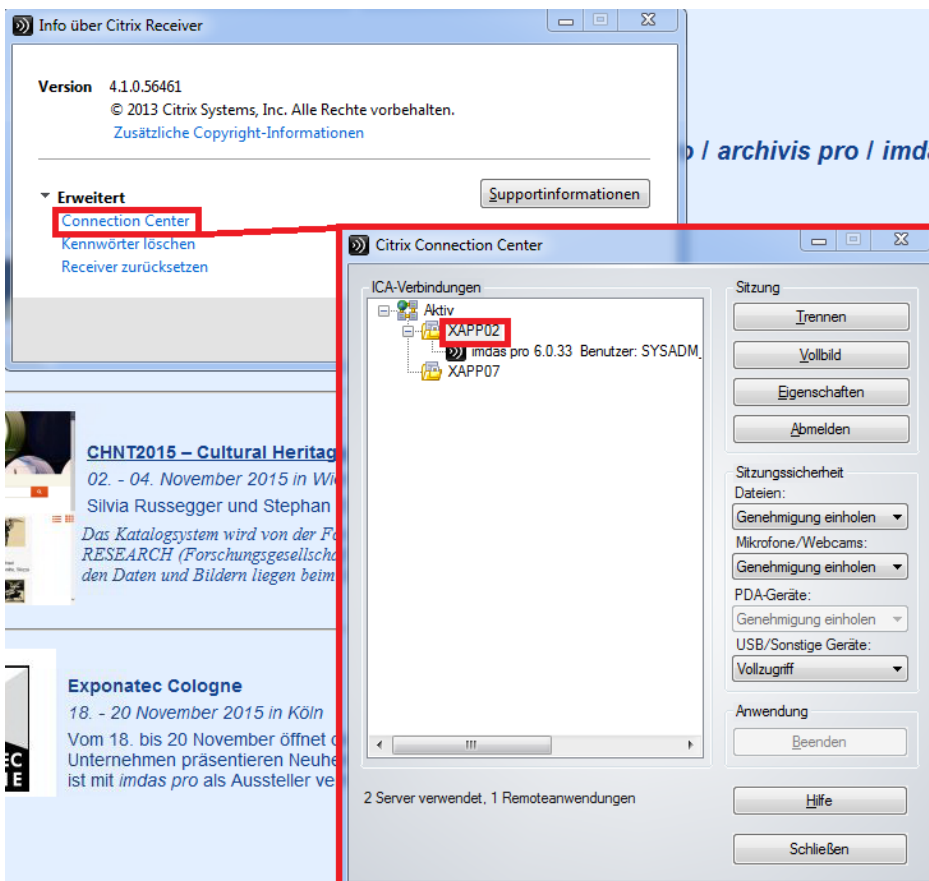 Info über Citrix Receiver
Version 4.1.0.56461
© 2013 Citrix Systems, Inc. Alle Rechte vorbehalten.
Zusätzliche Copyright-Informationen
/ archivis pro / imd
Erweitert
Supportinformationen
Connection Center
Kennwörter löschen
Receiver zurücksetzen
Citrix Connection Center
ICA-Verbindungen
Aktiv
XAPP02
imdas pro 6.0.33 Benutzer: SYSADM_
XAPP07
2 Server verwendet, 1 Remoteanwendungen
Sitzung
Trennen
Vollbild
Eigenschaften
Abmelden
Sitzungssicherheit
Dateien:
Genehmigung einholen
Mikrofone/Webcams:
Genehmigung einholen
PDA-Geräte:
Genehmigung einholen
USB/Sonstige Geräte:
Vollzugriff
Anwendung
Beenden
Hilfe
Schließen
CHNT2015 – Cultural Heritag
02. - 04. November 2015 in Wi
Silvia Russegger und Stephan
Das Katalogsystem wird von der F
RESEARCH (Forschungsgesellscha
den Daten und Bildern liegen beim
Exponatec Cologne
18. - 20 November 2015 in Köln
Vom 18. bis 20 November öffnet
Unternehmen präsentieren Neuhe
ist mit imdas pro als Aussteller ve